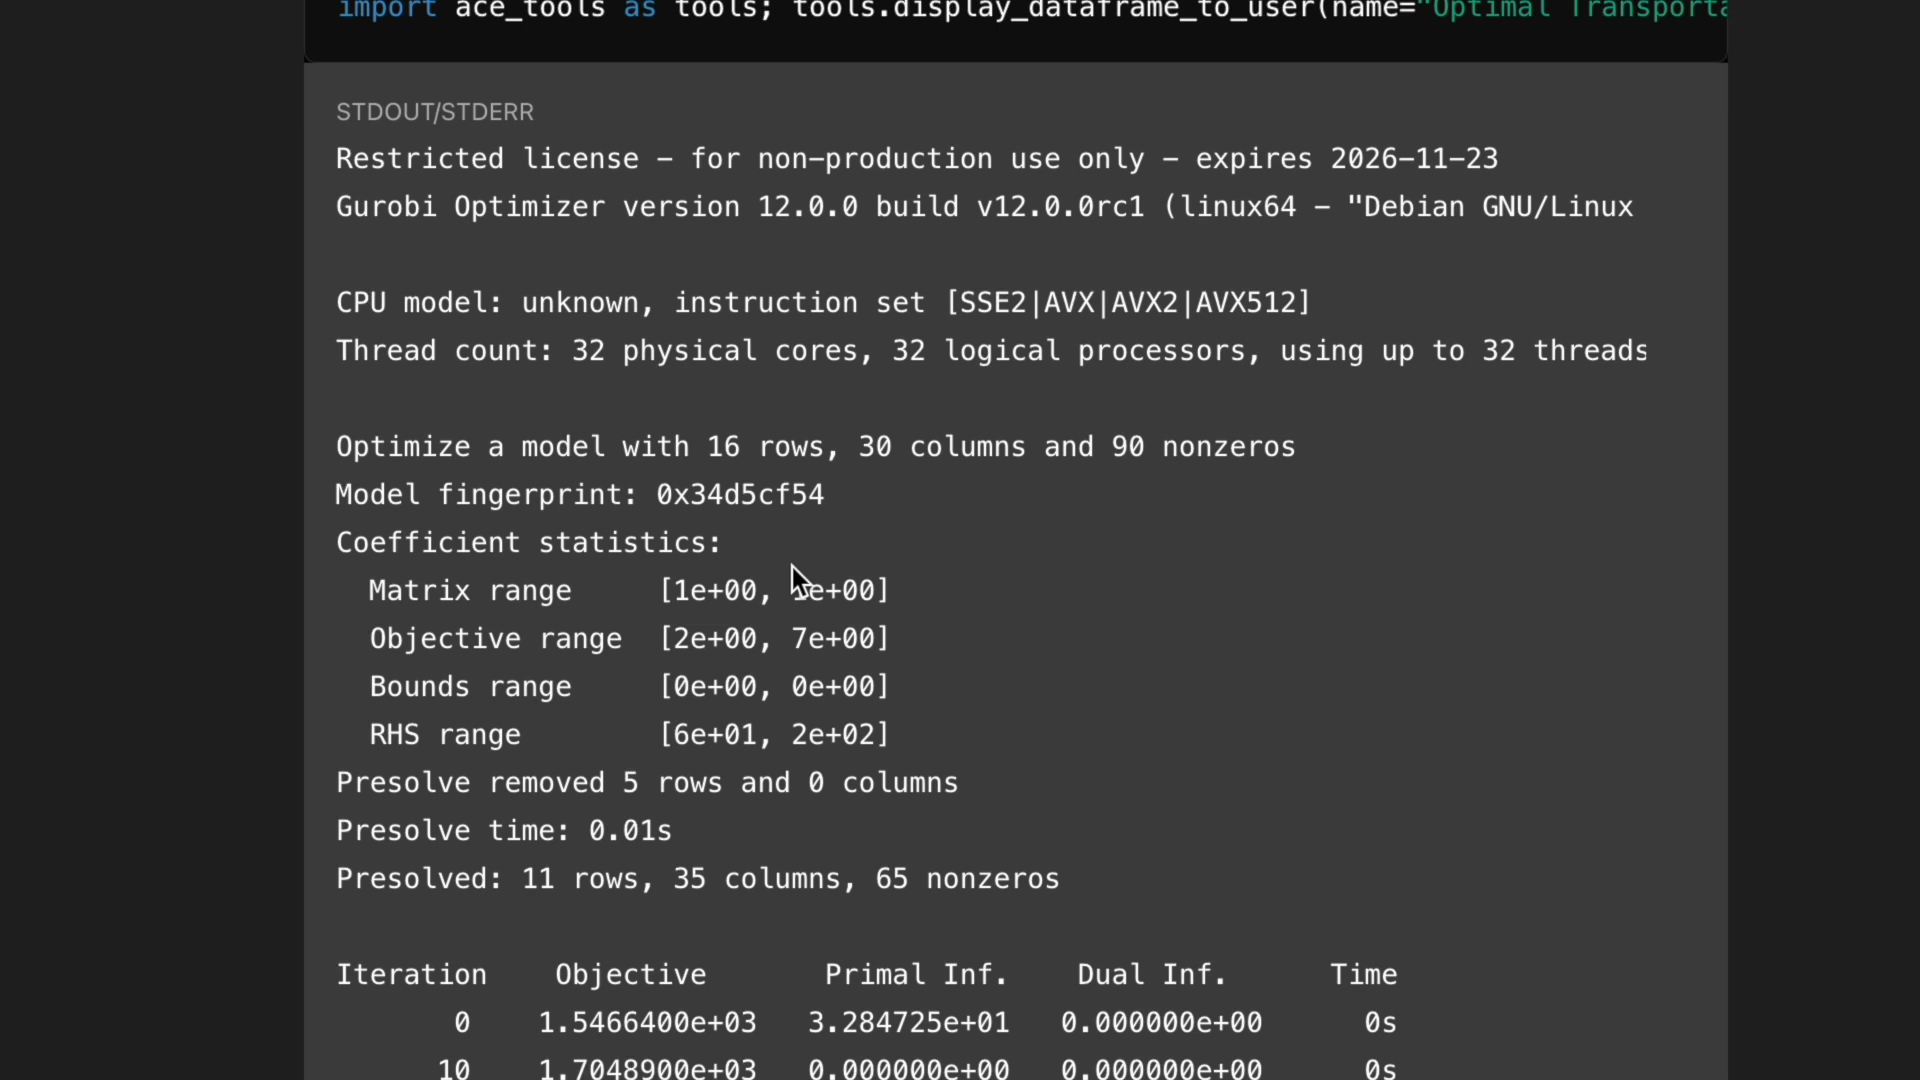 import ace_tools as tools; tools.display_dataframe_to_user(name="Optimal Transporta
STDOUT/STDERR
Restricted license - for non-production use only - expires 2026-11-23
Gurobi Optimizer version 12.0.0 build v12.0.0rc1 (linux64 - "Debian GNU/Linux
CPU model: unknown, instruction set [SSE2|AVX|AVX2|AVX512]
Thread count: 32 physical cores, 32 logical processors, using up to 32 threads
Optimize a model with 16 rows, 30 columns and 90 nonzeros
Model fingerprint: 0x34d5cf54
Coefficient statistics:
  Matrix range     [1e+00, 1e+00]
  Objective range  [2e+00, 7e+00]
  Bounds range     [0e+00, 0e+00]
  RHS range        [6e+01, 2e+02]
Presolve removed 5 rows and 0 columns
Presolve time: 0.01s
Presolved: 11 rows, 35 columns, 65 nonzeros
Iteration    Objective       Primal Inf.    Dual Inf.      Time
       0    1.5466400e+03   3.284725e+01   0.000000e+00      0s
      10    1.7048900e+03   0.000000e+00   0.000000e+00      0s